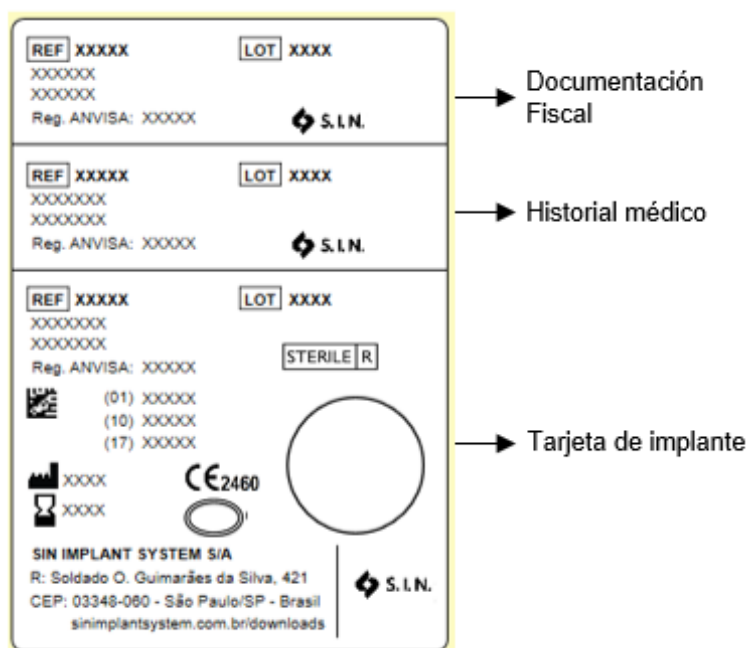 REF XXXXX LOT XXXX
XXXXXX
XXXXXX
Reg. ANVISA: XXXXX S.I.N.
Documentación
Fiscal
REF XXXXX LOT XXXX
XXXXXXX
XXXXXXX
Reg. ANVISA: XXXXX S.I.N.
Historial médico
REF XXXXX LOT XXXX
XXXXXXX
XXXXXXX
Reg. ANVISA: XXXXX
STERILE R
(01) XXXXX
(10) XXXXX
(17) XXXXX
XXXX
CE 2460
XXXX
Tarjeta de implante
SIN IMPLANT SYSTEM S/A
R: Soldado O. Guimarães da Silva, 421
CEP: 03348-060 - São Paulo/SP - Brasil
sinimplantsystem.com.br/downloads
S.I.N.